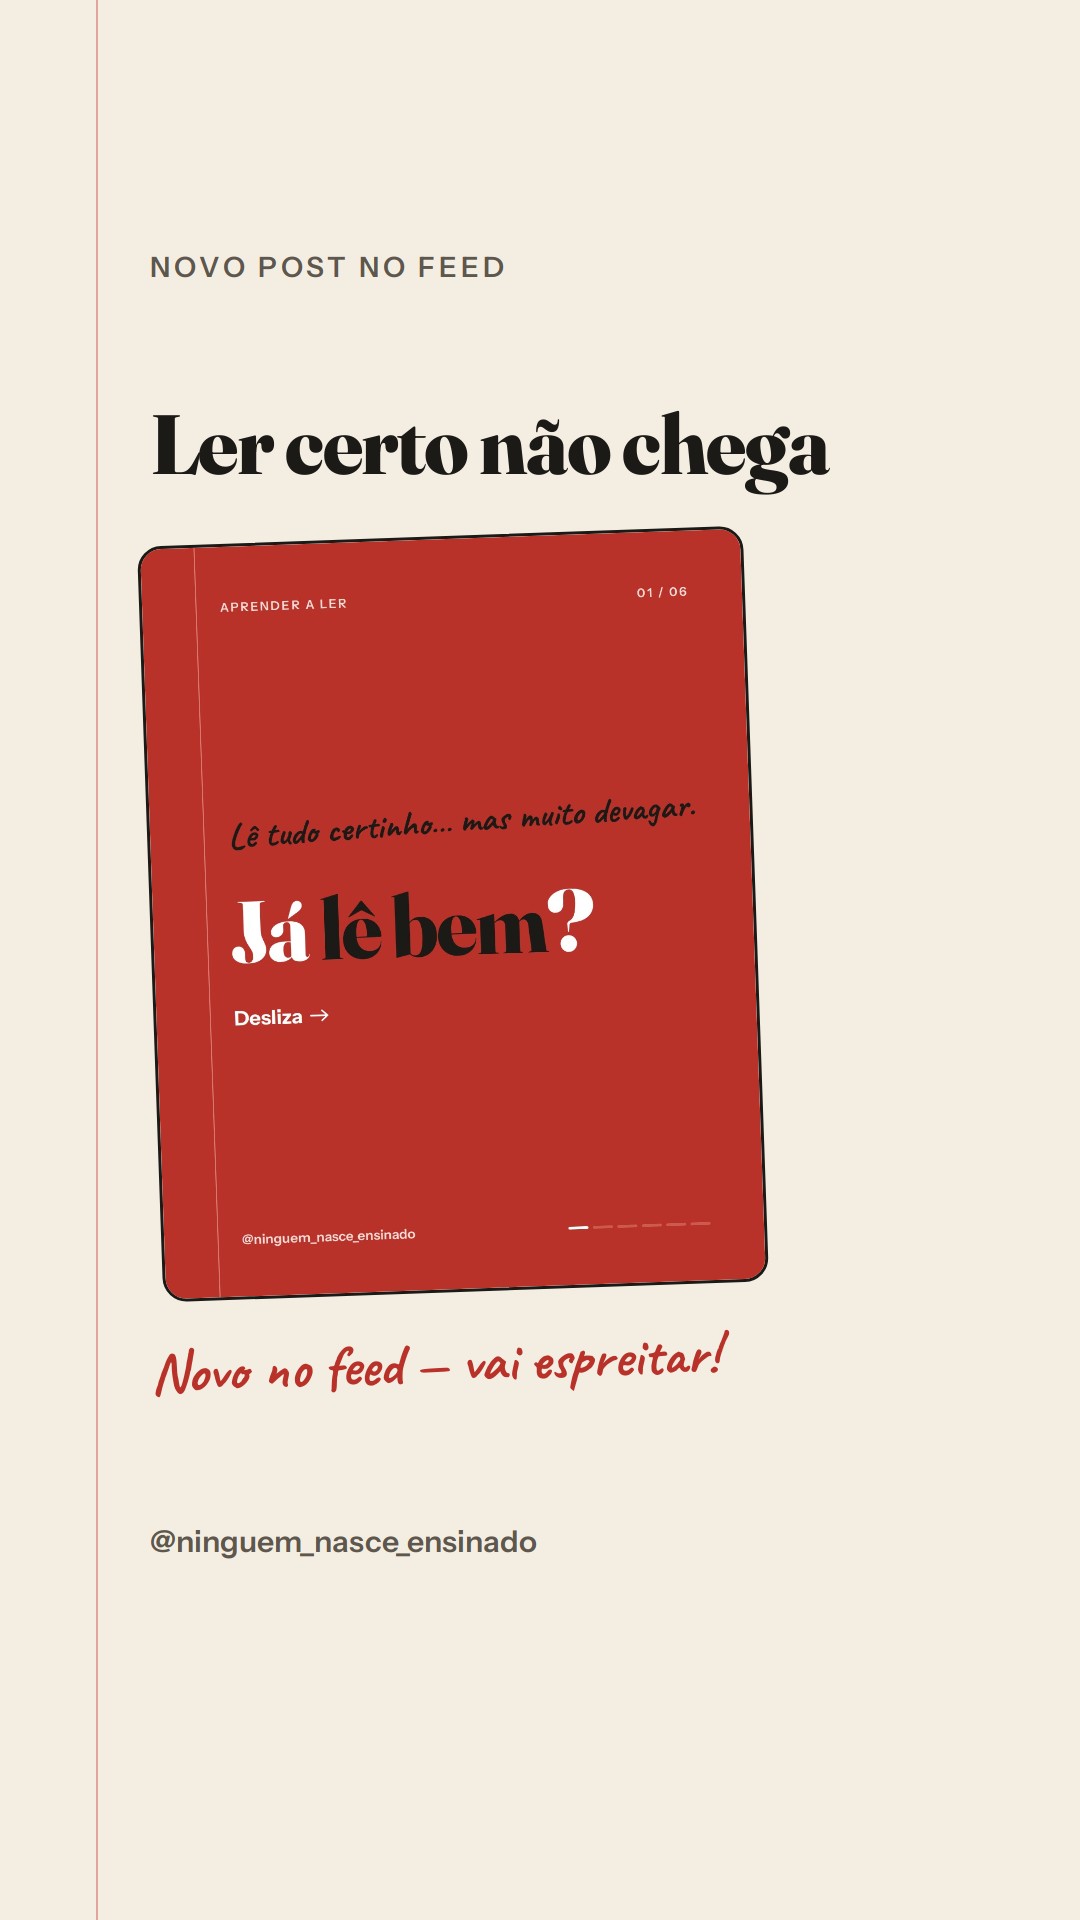 NOVO POST NO FEED
Ler certo não chega
APRENDER A LER
01 / 06
Lê tudo certinho... mas muito devagar.
Já lê bem?
Desliza →
@ninguem_nasce_ensinado
Novo no feed — vai espreitar!
@ninguem_nasce_ensinado